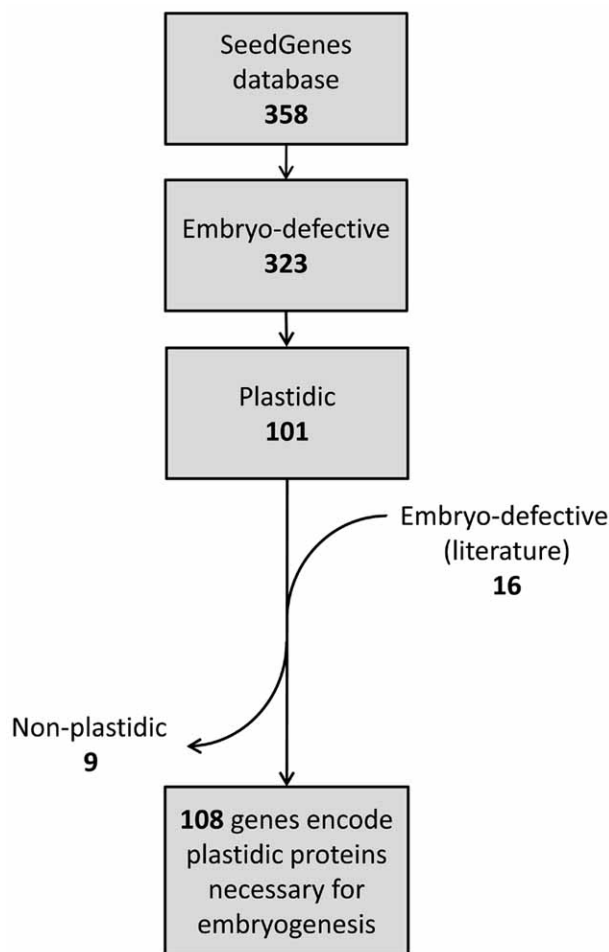 SeedGenes
database
358
Embryo-defective
323
Plastidic
101
Embryo-defective
(literature)
16
Non-plastidic
9
108 genes encode
plastidic proteins
necessary for
embryogenesis